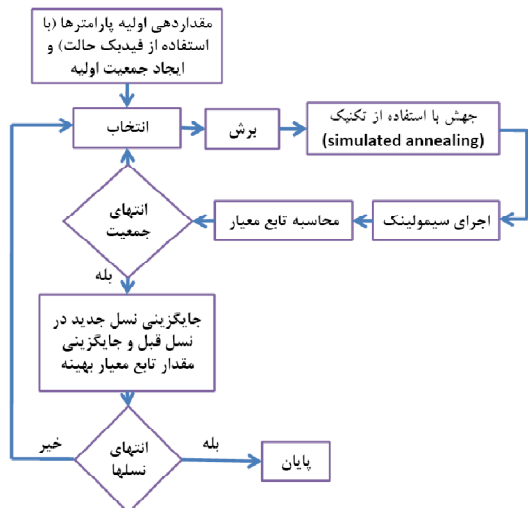 مقداردهی اولیه پارامترها (با
استفاده از فیدبک حالت) و
ایجاد جمعیت اولیه
انتخاب
برش
جهش با استفاده از تکنیک
(simulated annealing)
اجرای سیمولینک
محاسبه تابع معیار
انتهای
جمعیت
بله
جایگزینی نسل جدید در
نسل قبل و جایگزینی
مقدار تابع معیار بهینه
انتهای
نسلها
خیر
بله
پایان